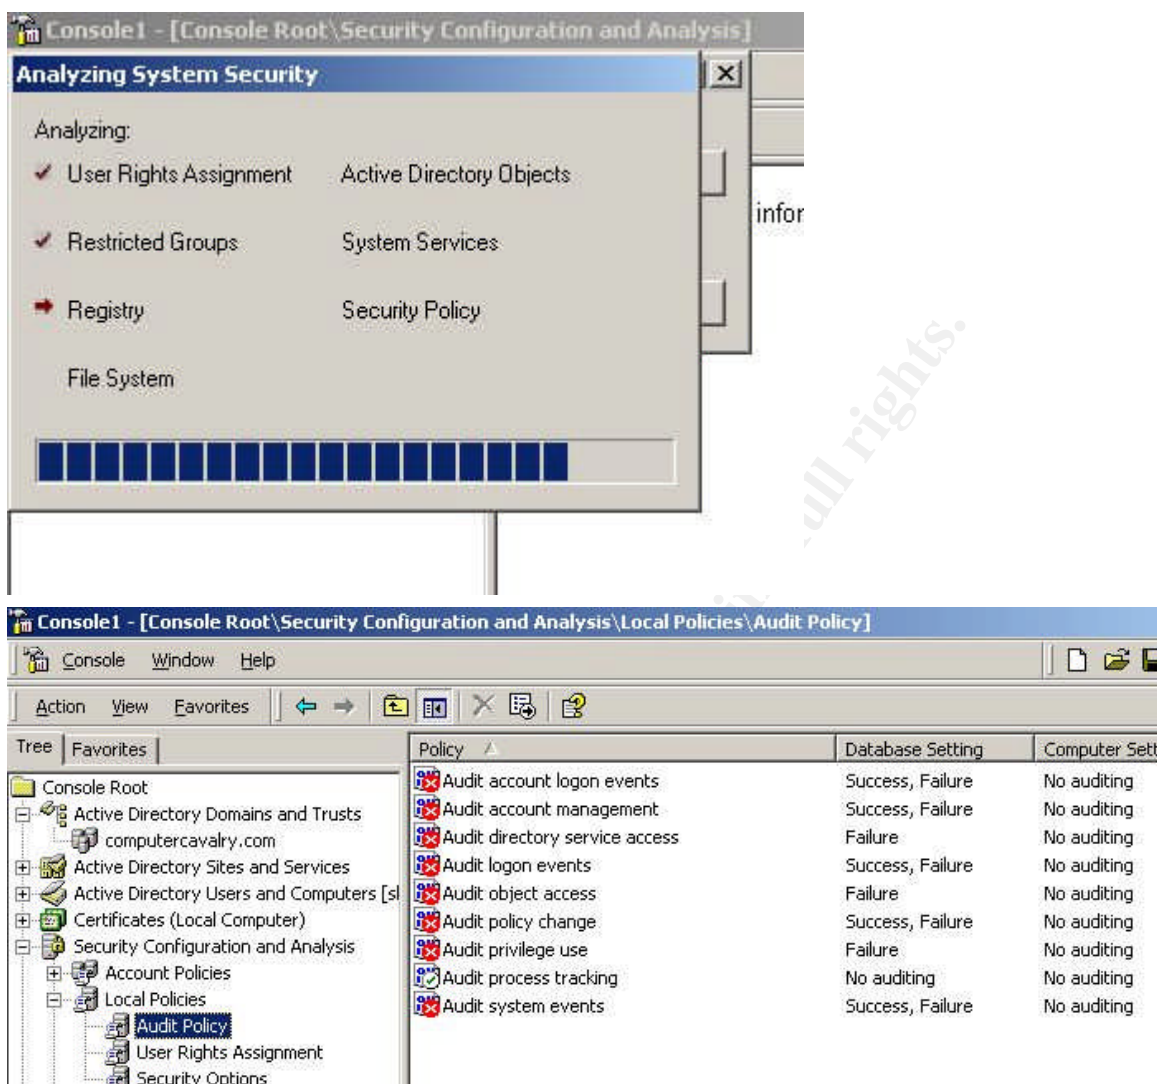 Console1 - [Console Root\Security Configuration and Analysis]
Analyzing System Security
Analyzing:
User Rights Assignment Active Directory Objects
infor
Restricted Groups System Services
Registry Security Policy
File System
full rights.
Console1 - [Console Root\Security Configuration and Analysis\Local Policies\Audit Policy]
Console Window Help
Action View Favorites
Tree Favorites
Policy Database Setting Computer Sett
Console Root
Active Directory Domains and Trusts
computercavalry.com
Active Directory Sites and Services
Active Directory Users and Computers [sl
Certificates (Local Computer)
Security Configuration and Analysis
Account Policies
Local Policies
Audit Policy
User Rights Assignment
Security Options
Audit account logon events Success, Failure No auditing
Audit account management Success, Failure No auditing
Audit directory service access Failure No auditing
Audit logon events Success, Failure No auditing
Audit object access Failure No auditing
Audit policy change Success, Failure No auditing
Audit privilege use Failure No auditing
Audit process tracking No auditing No auditing
Audit system events Success, Failure No auditing